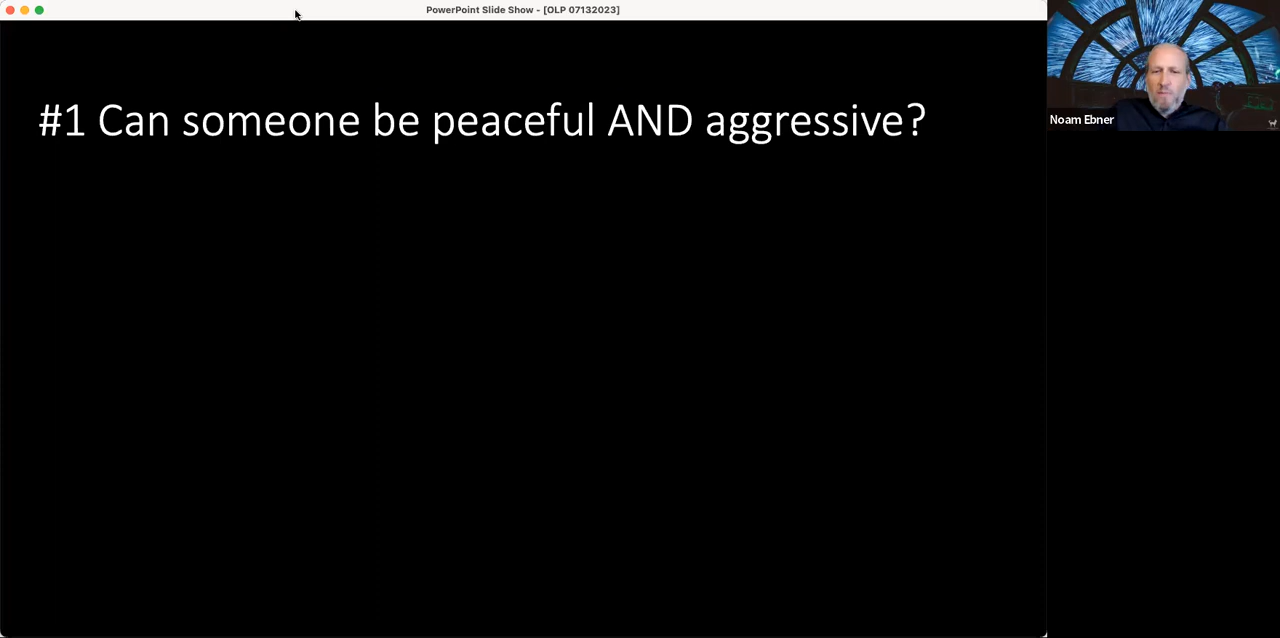 PowerPoint Slide Show - [OLP 07132023]
#1 Can someone be peaceful AND aggressive?
Noam Ebner